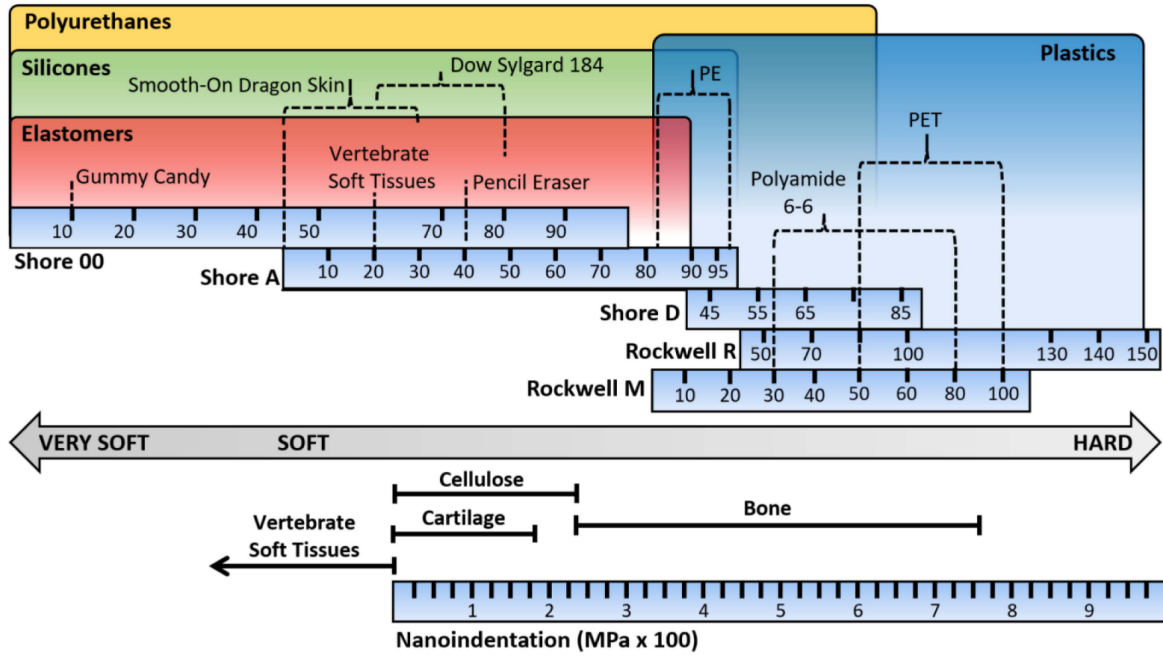 Polyurethanes
Plastics
Silicones
Dow Sylgard 184
Smooth-On Dragon Skin
PE
Elastomers
PET
Vertebrate
Soft Tissues
Gummy Candy
Pencil Eraser
Polyamide
6-6
10 20 30 40 50 70 80 90
Shore 00
Shore A
10 20 30 40 50 60 70 80 90 95
Shore D
45 55 65 85
Rockwell R
50 70 100 130 140 150
Rockwell M
10 20 30 40 50 60 80 100
VERY SOFT SOFT HARD
Cellulose
Cartilage
Bone
Vertebrate
Soft Tissues
1 2 3 4 5 6 7 8 9
Nanoindentation (MPa x 100)